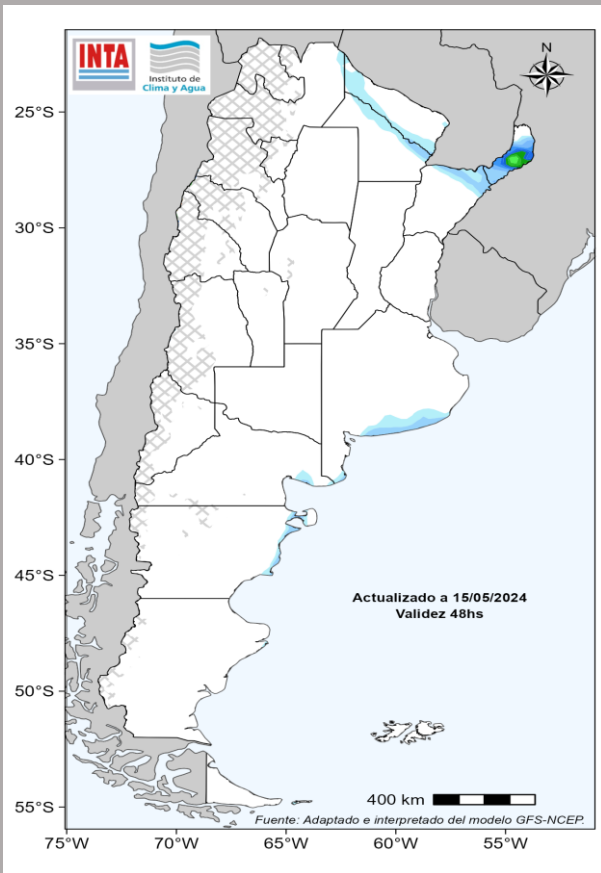 INTA
Instituto de
Clima y Agua
N
25°S
30°S
35°S
40°S
45°S
50°S
55°S
Actualizado a 15/05/2024
Validez 48hs
400 km
Fuente: Adaptado e interpretado del modelo GFS-NCEP.
75°W
70°W
65°W
60°W
55°W